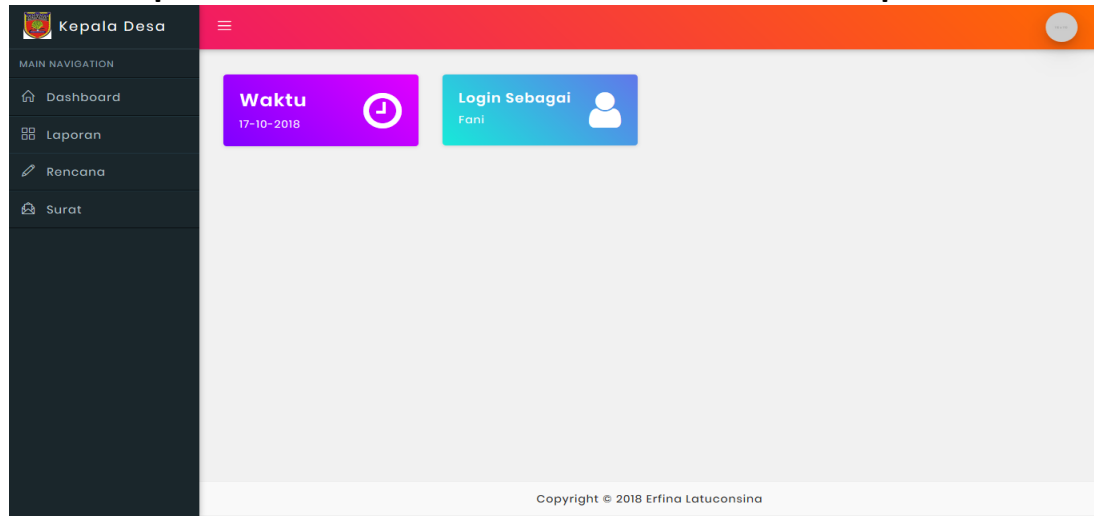 Kepala Desa
MAIN NAVIGATION
Dashboard
Laporan
Rencana
Surat
Waktu
17-10-2018
Login Sebagai
Fani
Copyright © 2018 Erfina Latuconsina